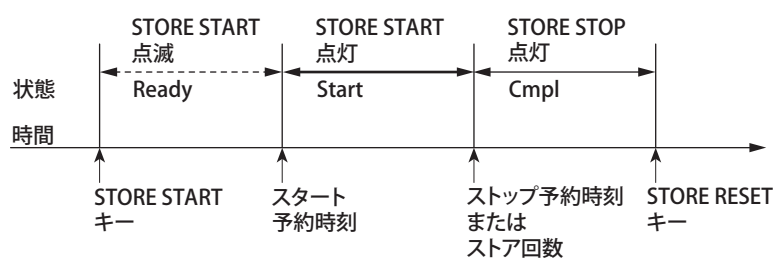 STORE START
点滅
STORE START
点灯
STORE STOP
点灯
状態
Ready
Start
Cmpl
時間
STORE START
キー
スタート
予約時刻
ストップ予約時刻
または
ストア回数
STORE RESET
キー